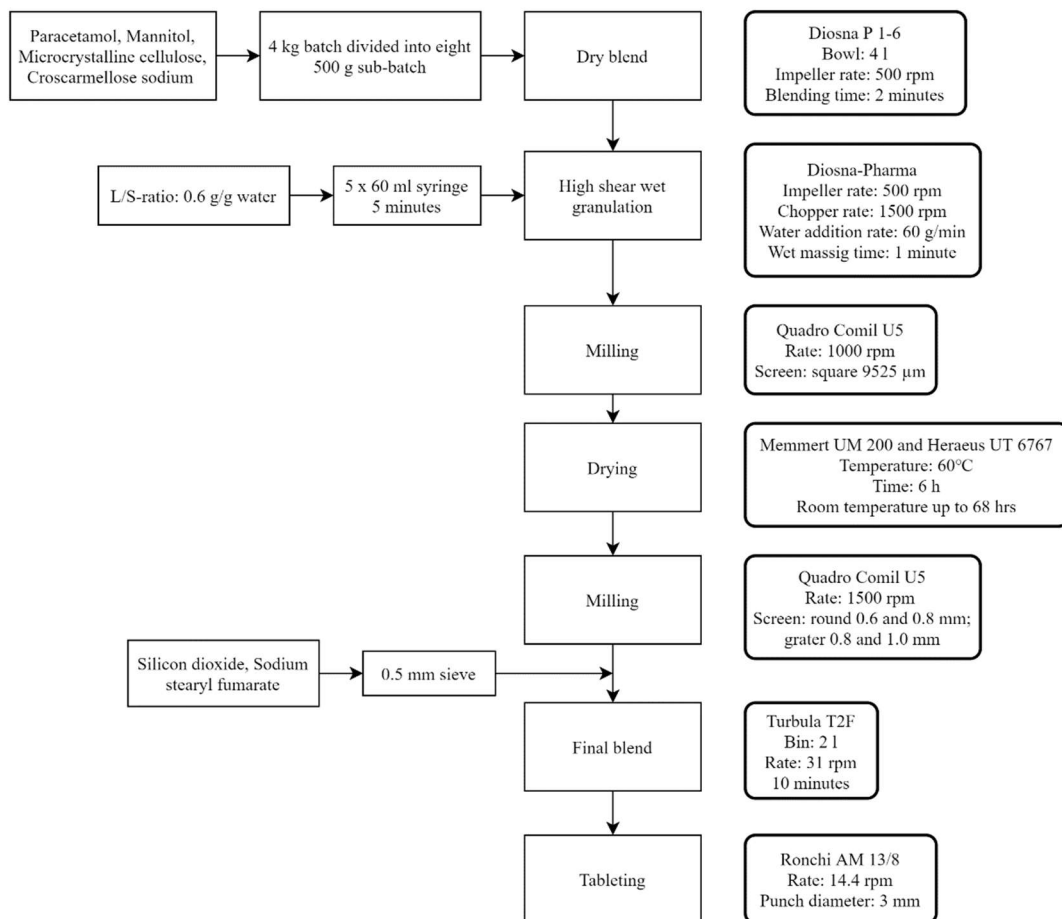 Paracetamol, Mannitol,
Microcrystalline cellulose,
Croscarmellose sodium
4 kg batch divided into eight
500 g sub-batch
Dry blend
Diosna P 1-6
Bowl: 4 l
Impeller rate: 500 rpm
Blending time: 2 minutes
L/S-ratio: 0.6 g/g water
5 x 60 ml syringe
5 minutes
High shear wet
granulation
Diosna-Pharma
Impeller rate: 500 rpm
Chopper rate: 1500 rpm
Water addition rate: 60 g/min
Wet massig time: 1 minute
Milling
Quadro Comil U5
Rate: 1000 rpm
Screen: square 9525 µm
Drying
Memmert UM 200 and Heraeus UT 6767
Temperature: 60°C
Time: 6 h
Room temperature up to 68 hrs
Milling
Quadro Comil U5
Rate: 1500 rpm
Screen: round 0.6 and 0.8 mm;
grater 0.8 and 1.0 mm
Silicon dioxide, Sodium
stearyl fumarate
0.5 mm sieve
Final blend
Turbula T2F
Bin: 2 l
Rate: 31 rpm
10 minutes
Tableting
Ronchi AM 13/8
Rate: 14.4 rpm
Punch diameter: 3 mm